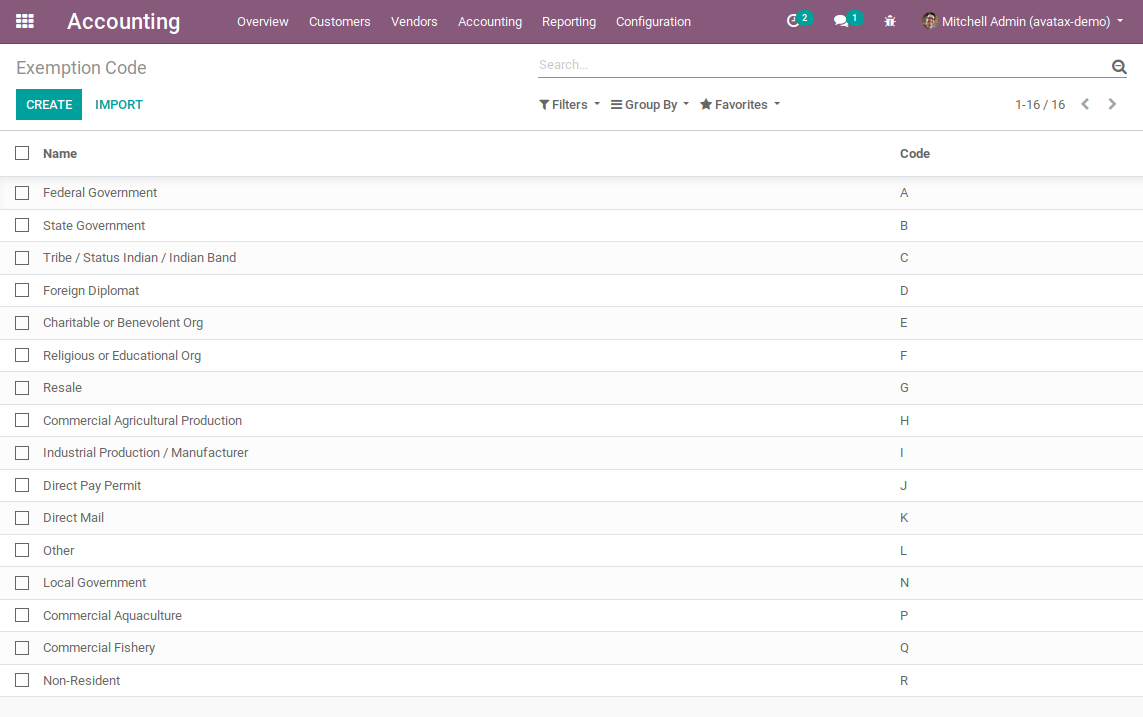 Accounting Overview Customers Vendors Accounting Reporting Configuration 2 1 Mitchell Admin (avatax-demo)
Exemption Code Search...
CREATE IMPORT Filters Group By Favorites 1-16 / 16
Name Code
Federal Government A
State Government B
Tribe / Status Indian / Indian Band C
Foreign Diplomat D
Charitable or Benevolent Org E
Religious or Educational Org F
Resale G
Commercial Agricultural Production H
Industrial Production / Manufacturer I
Direct Pay Permit J
Direct Mail K
Other L
Local Government N
Commercial Aquaculture P
Commercial Fishery Q
Non-Resident R